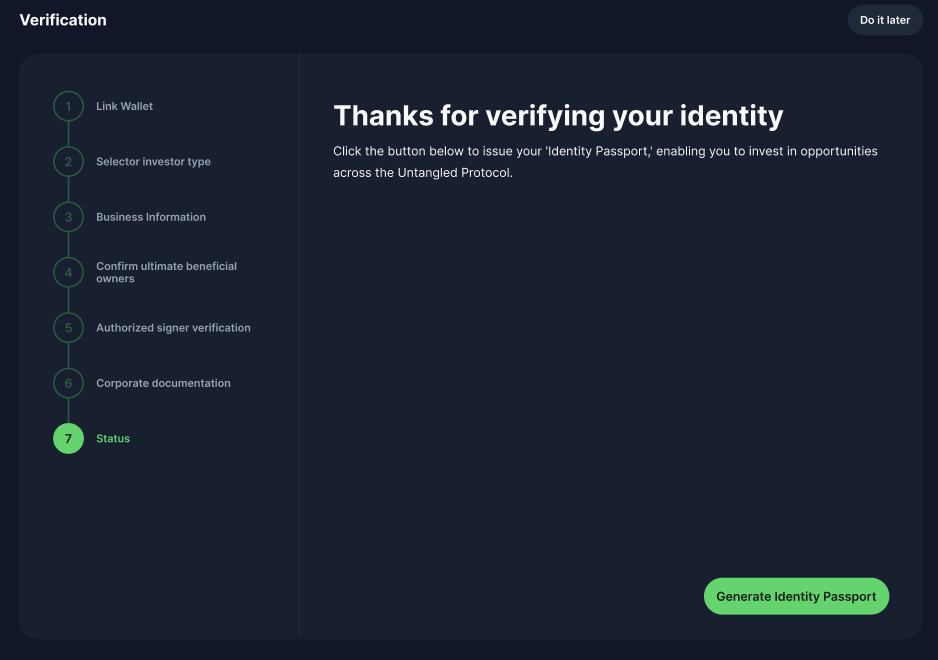 Verification
Do it later
1 Link Wallet
2 Selector investor type
3 Business Information
4 Confirm ultimate beneficial
owners
5 Authorized signer verification
6 Corporate documentation
7 Status
Thanks for verifying your identity
Click the button below to issue your 'Identity Passport,' enabling you to invest in opportunities
across the Untangled Protocol.
Generate Identity Passport